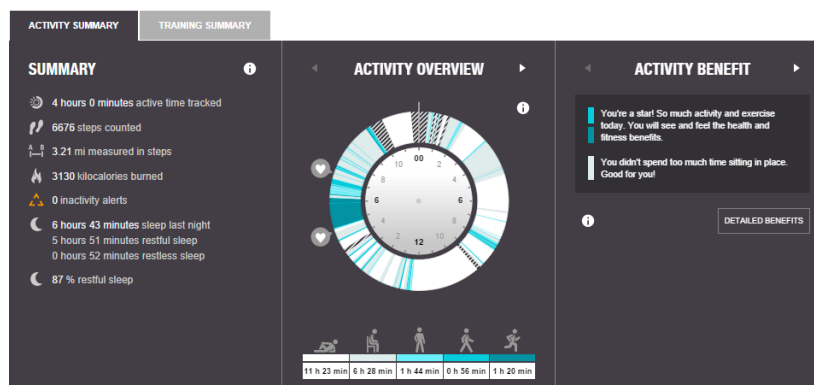 ACTIVITY SUMMARY
TRAINING SUMMARY
SUMMARY
4 hours 0 minutes active time tracked
6676 steps counted
A B
3.21 mi measured in steps
3130 kilocalories burned
0 inactivity alerts
6 hours 43 minutes sleep last night
5 hours 51 minutes restful sleep
0 hours 52 minutes restless sleep
87 % restful sleep
ACTIVITY OVERVIEW
00
10 2
8 4
6 6
4 8
2 10
12
11 h 23 min 6 h 28 min 1 h 44 min 0 h 56 min 1 h 20 min
ACTIVITY BENEFIT
You're a star! So much activity and exercise
today. You will see and feel the health and
fitness benefits.
You didn't spend too much time sitting in place.
Good for you!
DETAILED BENEFITS